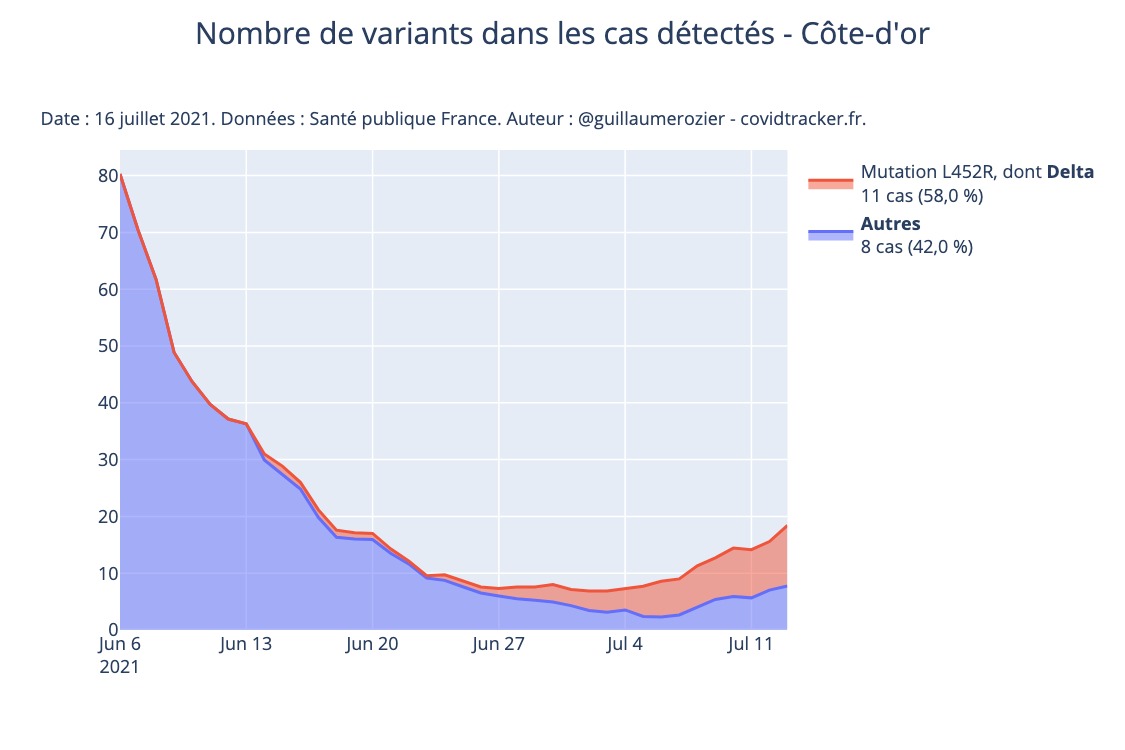 Nombre de variants dans les cas détectés - Côte-d'or
Date : 16 juillet 2021. Données : Santé publique France. Auteur : @guillaumerozier - covidtracker.fr.
Mutation L452R, dont Delta
11 cas (58,0 %)
Autres
8 cas (42,0 %)
80
70
60
50
40
30
20
10
0
Jun 6
2021
Jun 13
Jun 20
Jun 27
Jul 4
Jul 11